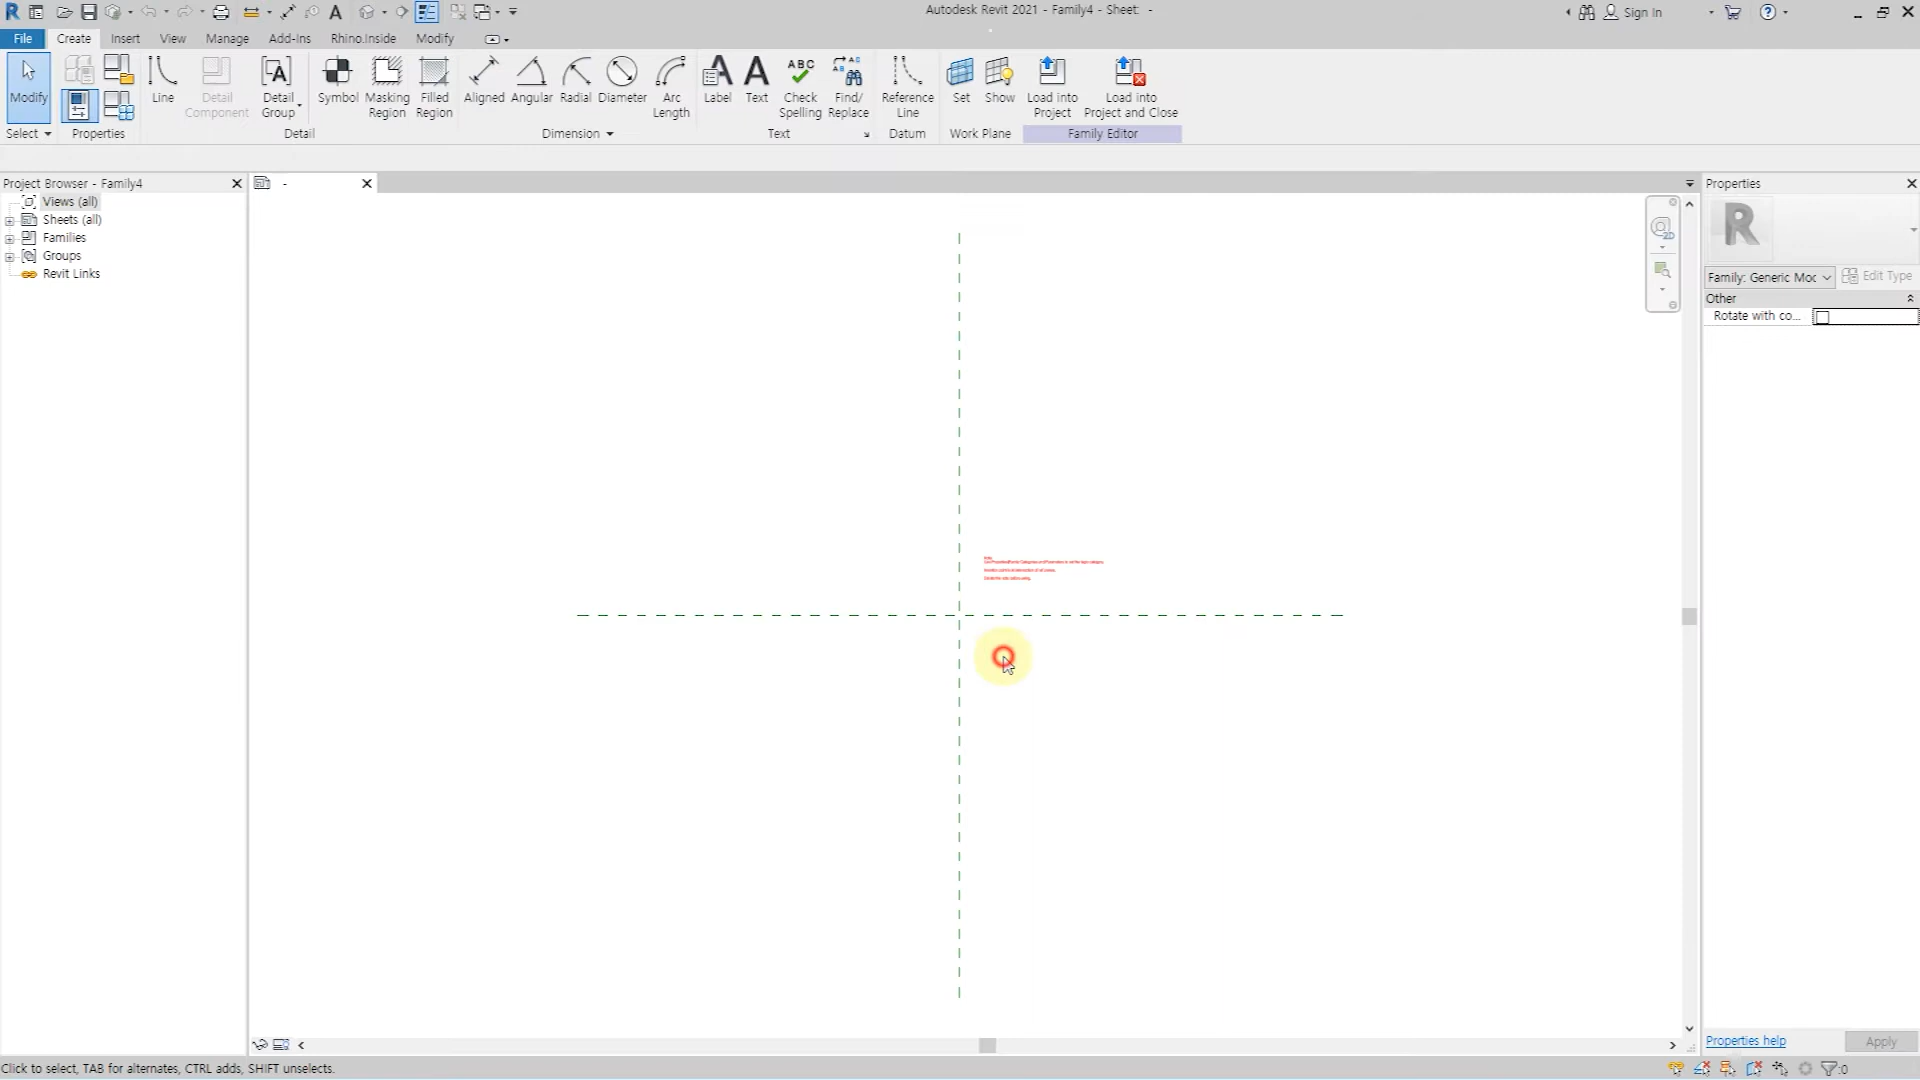 Autodesk Revit 2021 - Family4 - Sheet: -
Sign In
File
Create
Insert
View
Manage
Add-Ins
Rhino.Inside
Modify
Modify
Line
Detail Component
Detail Group
Symbol
Masking Region
Filled Region
Aligned
Angular
Radial
Diameter
Arc Length
Label
Text
ABC
Check Spelling
Find/ Replace
Reference Line
Set
Show
Load into Project
Load into Project and Close
Select
Properties
Detail
Dimension
Text
Datum
Work Plane
Family Editor
Project Browser - Family4
-
Properties
Views (all)
Sheets (all)
Families
Groups
Revit Links
2D
R
Family: Generic Moc
Edit Type
Other
Rotate with co...
Properties help
Apply
Click to select, TAB for alternates, CTRL adds, SHIFT unselects.
:0